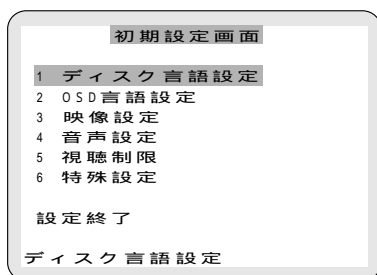 初期設定画面
1 ディスク言語設定
2 OSD言語設定
3 映像設定
4 音声設定
5 視聴制限
6 特殊設定
設定終了
ディスク言語設定